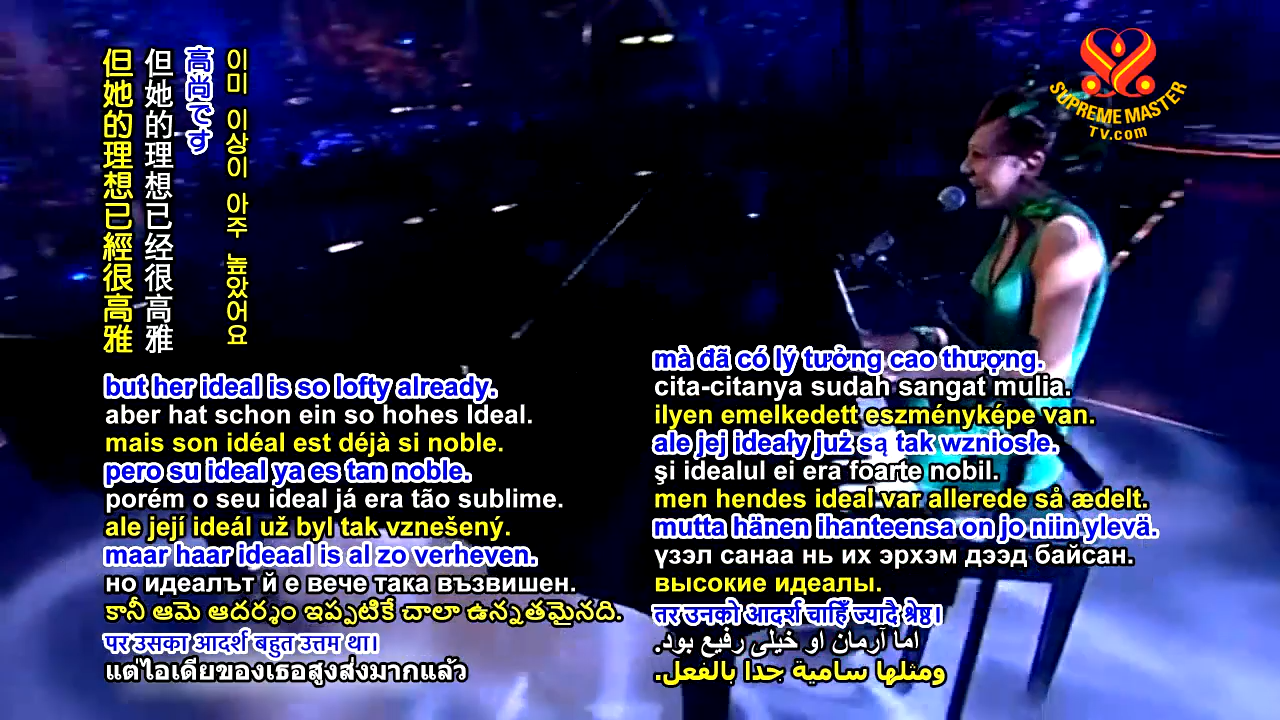 但她的理想已經很高雅
但她的理想已经很高雅
高尚です
이미 이상이 아주 높았어요
SUPREME MASTER
TV.com
but her ideal is so lofty already.
aber hat schon ein so hohes Ideal.
mais son idéal est déjà si noble.
pero su ideal ya es tan noble.
porém o seu ideal já era tão sublime.
ale její ideál už byl tak vznešený.
maar haar ideaal is al zo verheven.
но идеалът й е вече така възвишен.
కానీ ఆమె ఆదర్శం ఇప్పటికే చాలా ఉన్నతమైనది.
पर उसका आदर्श बहुत उत्तम था।
แต่ไอเดียของเธอสูงส่งมากแล้ว
mà đã có lý tưởng cao thượng.
cita-citanya sudah sangat mulia.
ilyen emelkedett eszményképe van.
ale jej ideały już są tak wzniosłe.
şi idealul ei era foarte nobil.
men hendes ideal var allerede så ædelt.
mutta hänen ihanteensa on jo niin ylevä.
үзэл санаа нь их эрхэм дээд байсан.
высокие идеалы.
तर उनको आदर्श चाहिँ ज्यादै श्रेष्ठ।
اما آرمان او خیلی رفیع بود.
ومثلها سامية جدا بالفعل.